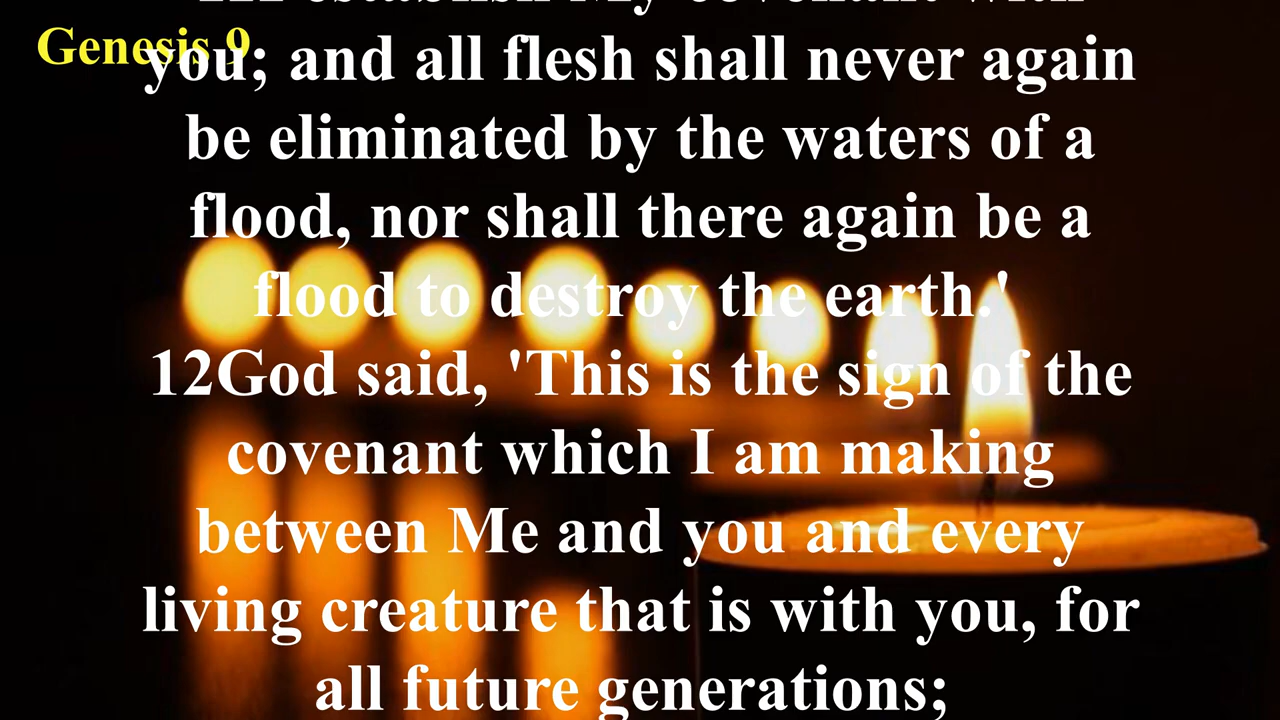 Genesis 9
11I establish My covenant with
you; and all flesh shall never again
be eliminated by the waters of a
flood, nor shall there again be a
flood to destroy the earth.'
12God said, 'This is the sign of the
covenant which I am making
between Me and you and every
living creature that is with you, for
all future generations;